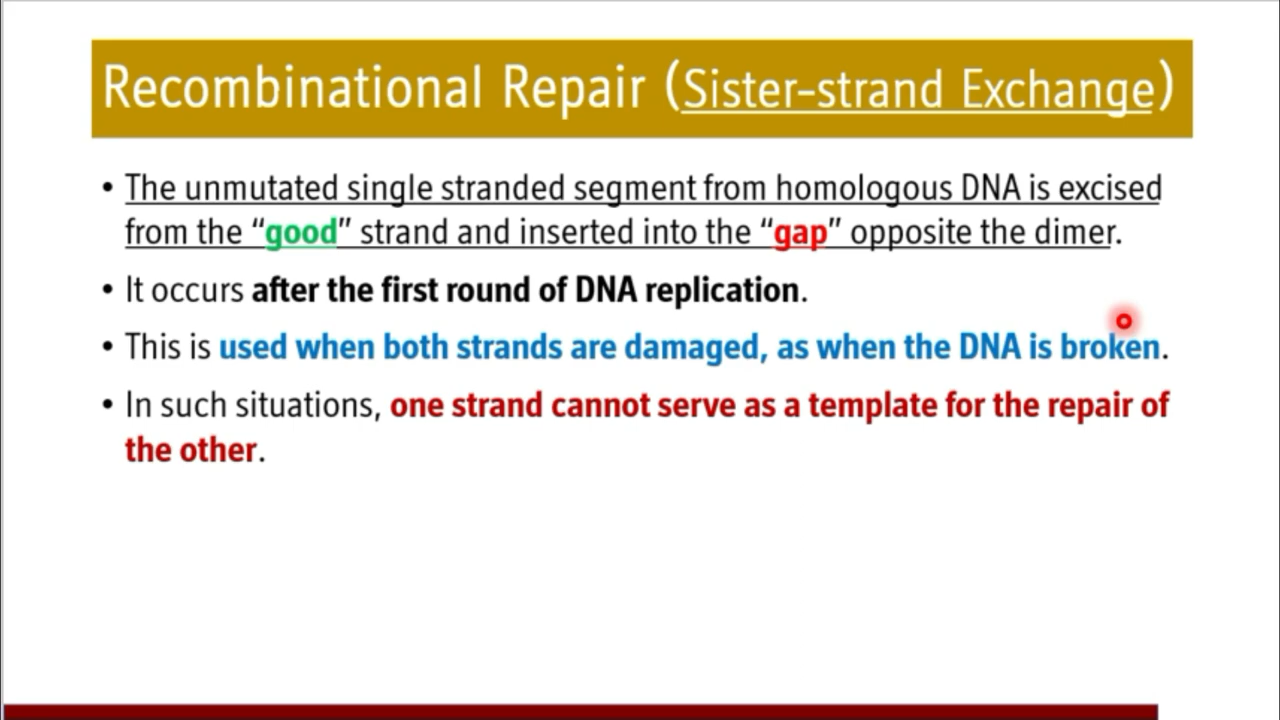 Recombinational Repair (Sister-strand Exchange)
• The unmutated single stranded segment from homologous DNA is excised
from the “good” strand and inserted into the “gap” opposite the dimer.
• It occurs after the first round of DNA replication.
• This is used when both strands are damaged, as when the DNA is broken.
• In such situations, one strand cannot serve as a template for the repair of
the other.